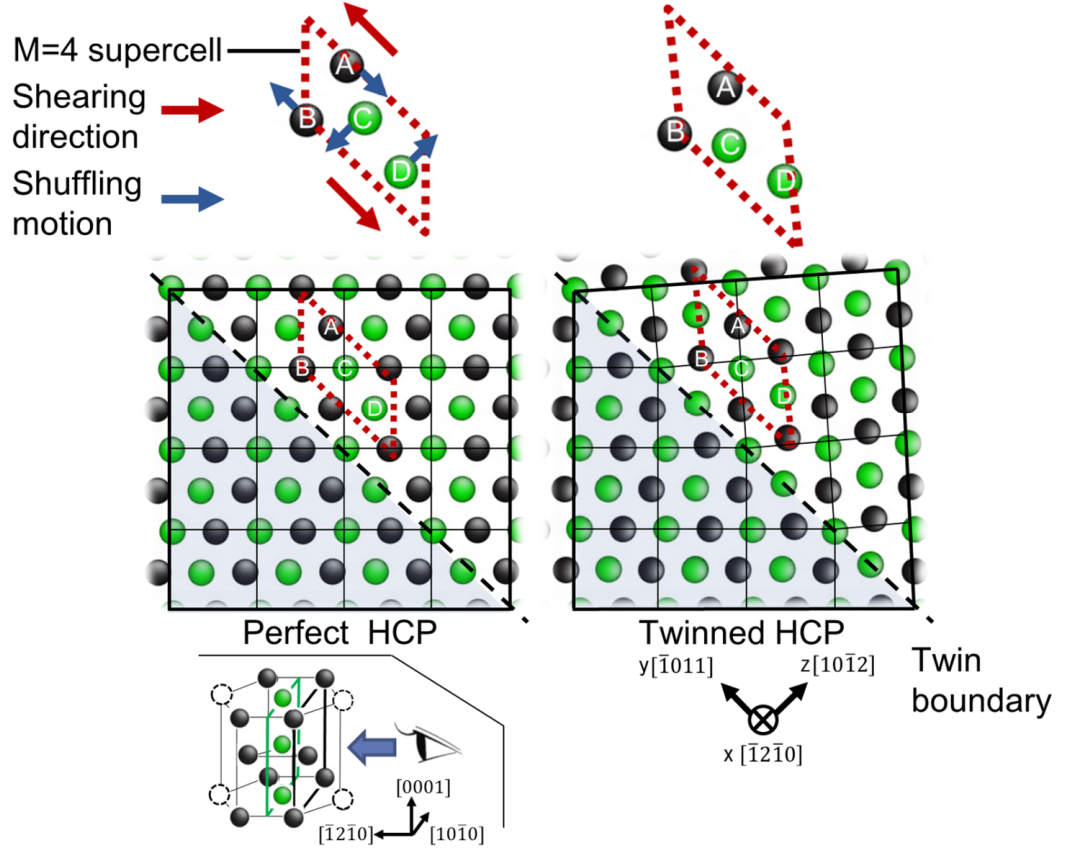 M=4 supercell
Shearing
direction
Shuffling
motion
A
B
C
D
A
B
C
D
A
B
C
D
A
B
C
D
Perfect HCP
Twinned HCP
y[1̅011]
z[101̅2]
x [1̅21̅0]
Twin
boundary
[0001]
[1̅21̅0]
[101̅0]